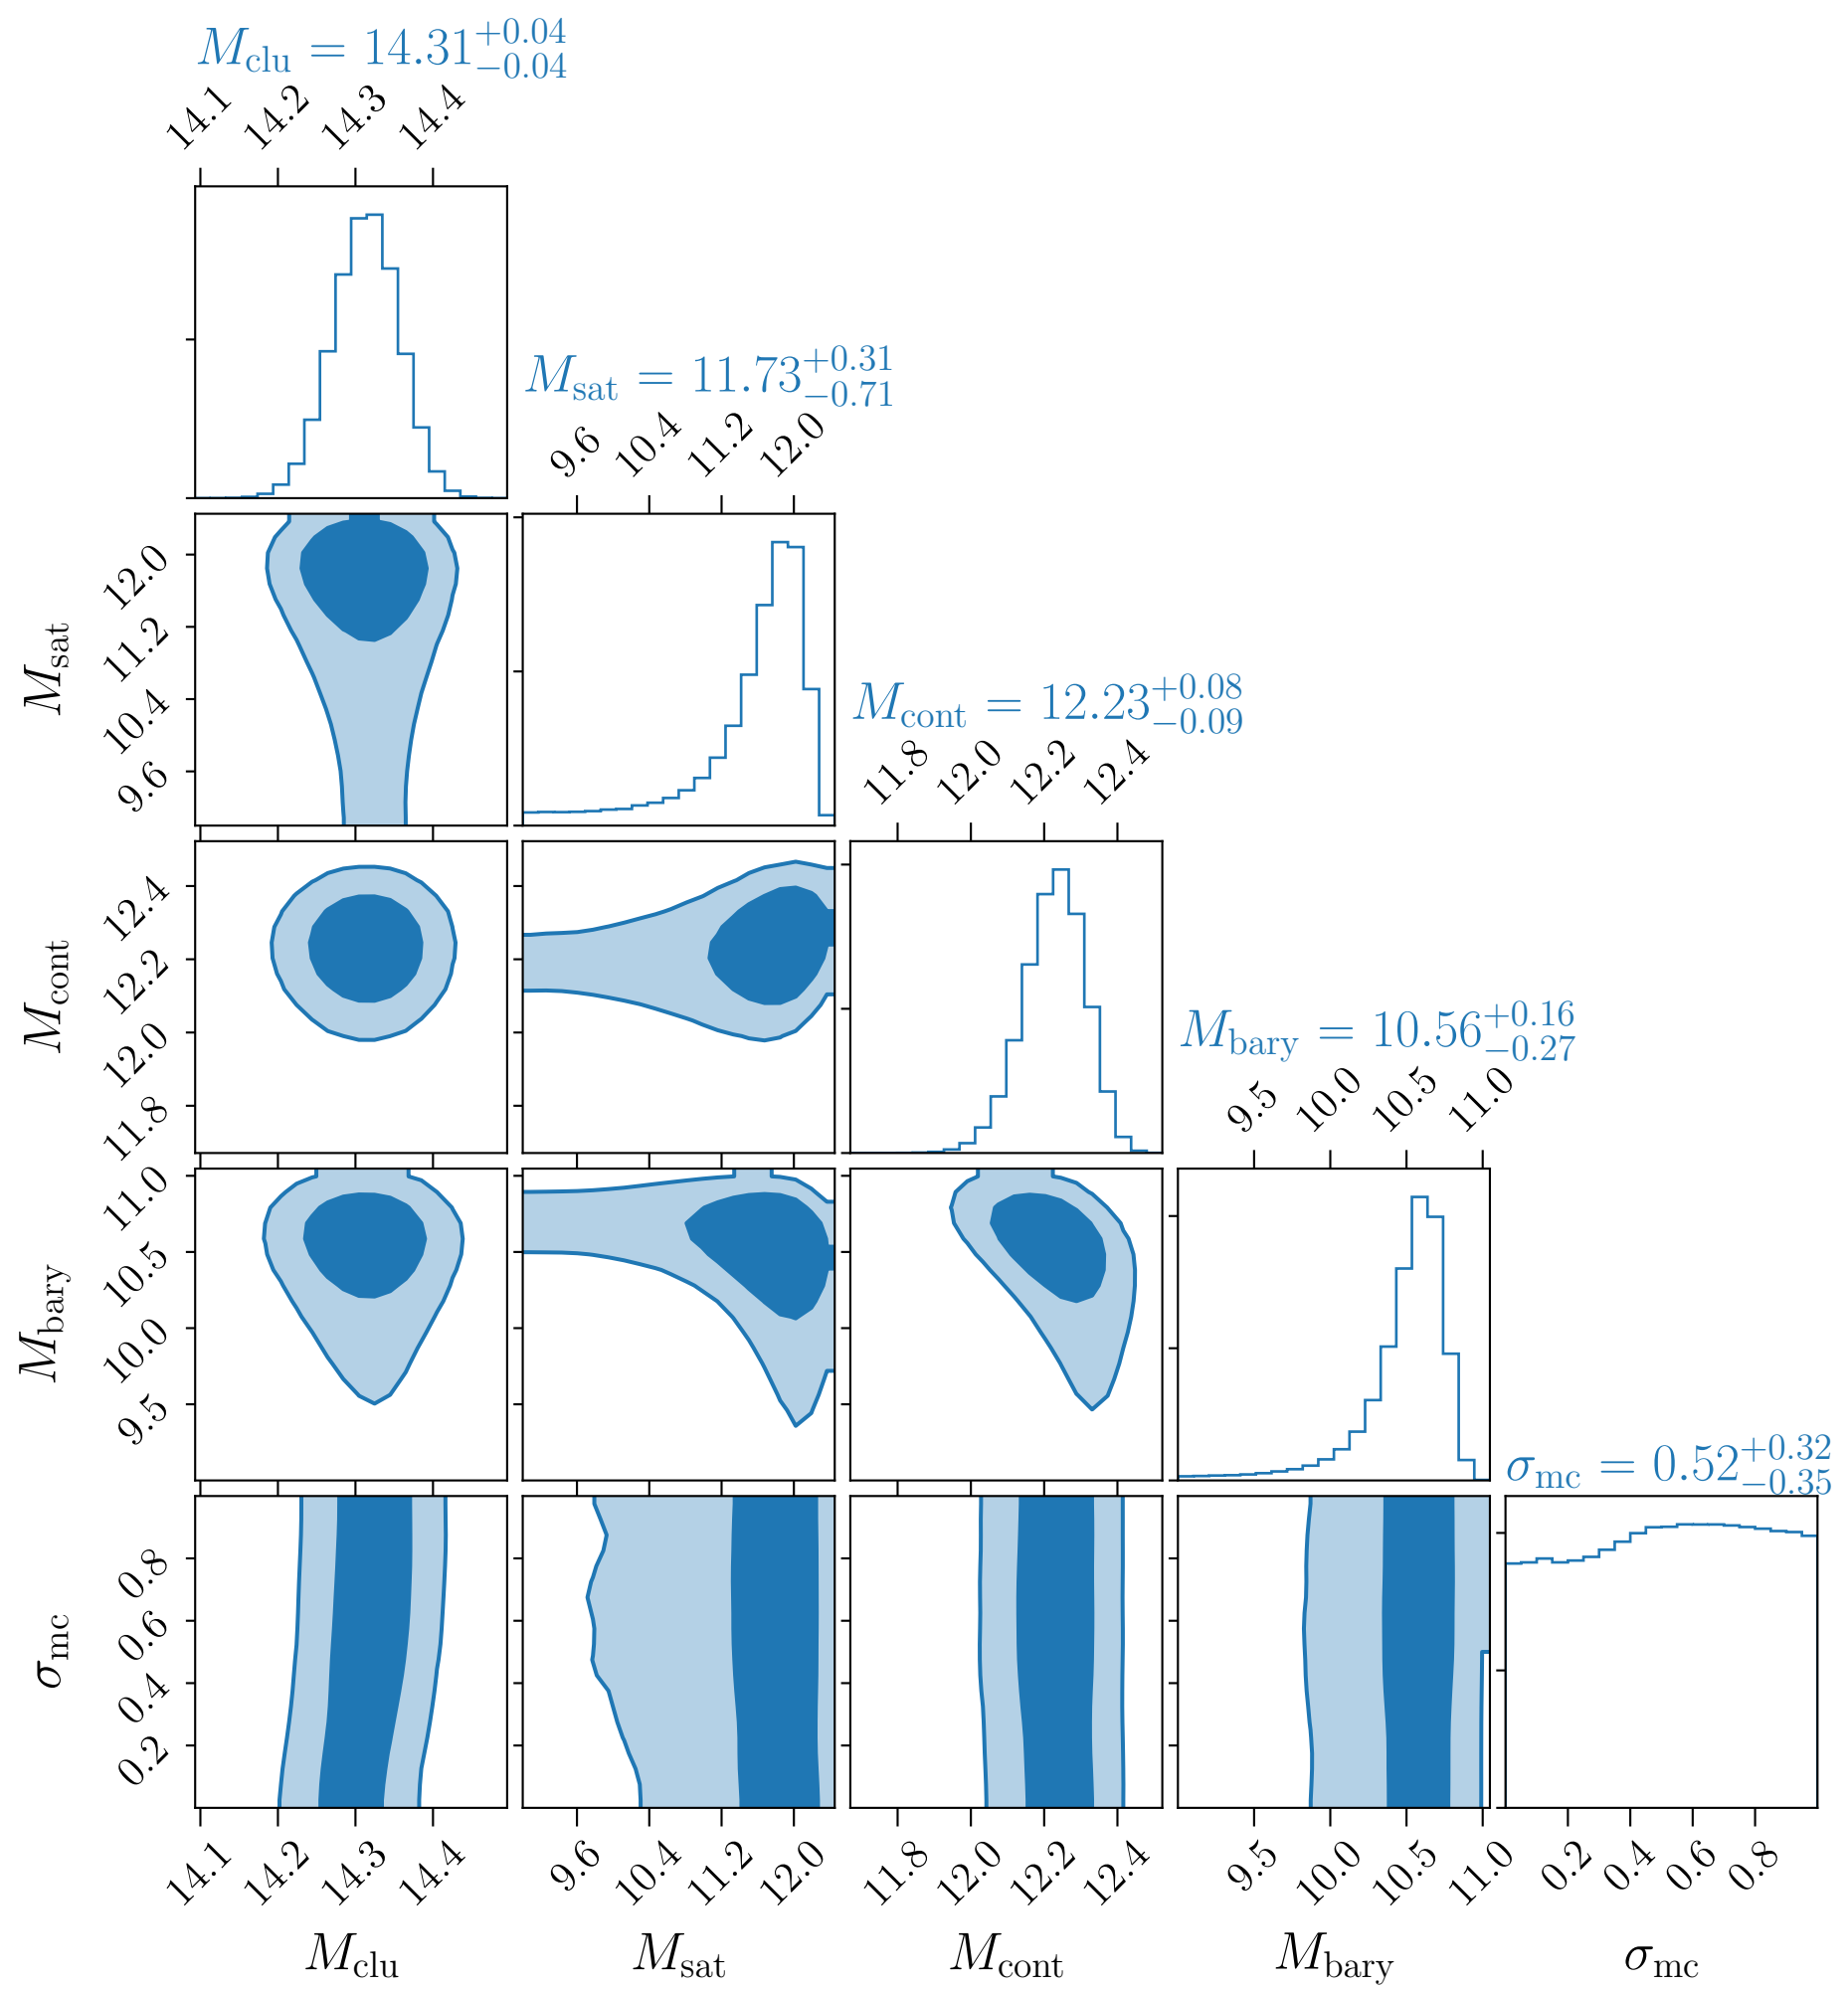 M_clu = 14.31^{+0.04}_{-0.04}
14.1 14.2 14.3 14.4
M_sat = 11.73^{+0.31}_{-0.71}
9.6 10.4 11.2 12.0
M_sat
12.0
11.2
10.4
9.6
M_cont = 12.23^{+0.08}_{-0.09}
11.8 12.0 12.2 12.4
M_cont
12.4
12.2
12.0
11.8
M_bary = 10.56^{+0.16}_{-0.27}
9.5 10.0 10.5 11.0
M_bary
11.0
10.5
10.0
9.5
σ_mc = 0.52^{+0.32}_{-0.35}
σ_mc
0.8
0.6
0.4
0.2
14.1 14.2 14.3 14.4 9.6 10.4 11.2 12.0 11.8 12.0 12.2 12.4 9.5 10.0 10.5 11.0 0.2 0.4 0.6 0.8
M_clu M_sat M_cont M_bary σ_mc